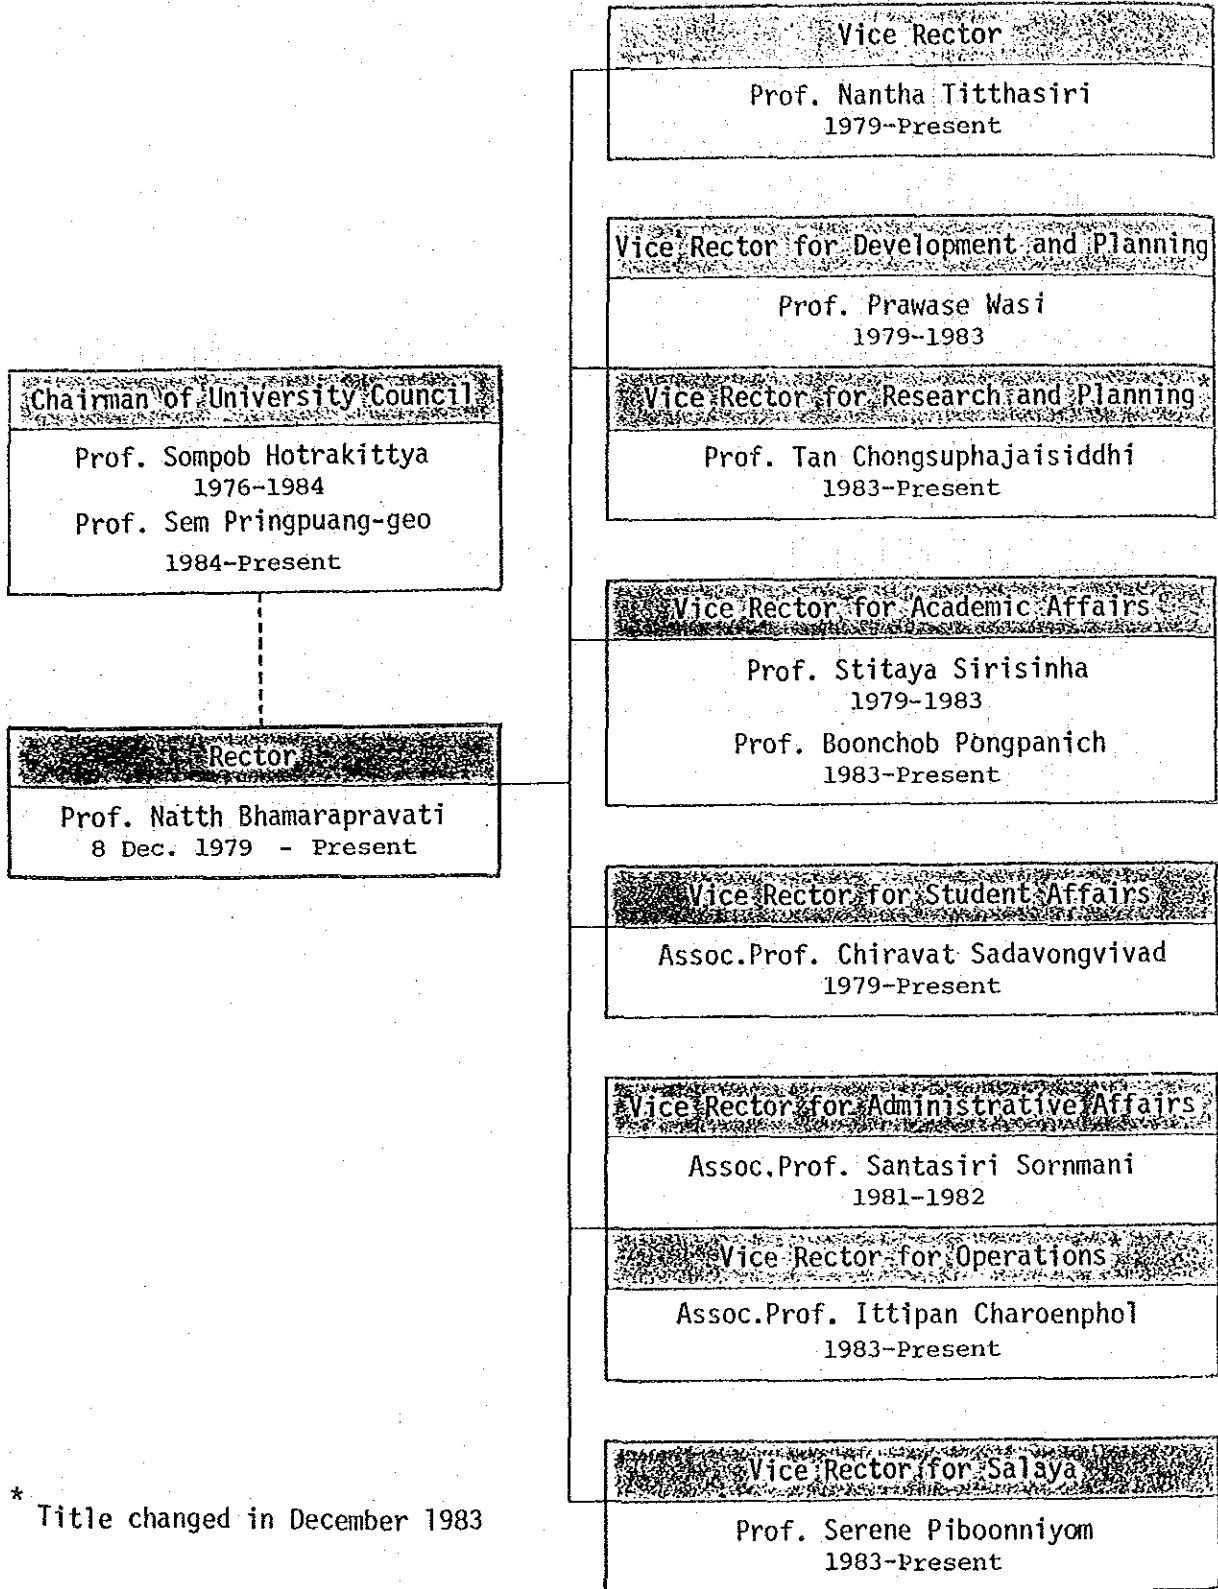 Chairman of University Council
Prof. Sompob Hotrakittya
1976-1984
Prof. Sem Pringpuang-geo
1984-Present
Rector
Prof. Natth Bhamarapravati
8 Dec. 1979 - Present
Vice Rector
Prof. Nantha Titthasiri
1979-Present
Vice Rector for Development and Planning
Prof. Prawase Wasi
1979-1983
Vice Rector for Research and Planning*
Prof. Tan Chongsuphajaisiddhi
1983-Present
Vice Rector for Academic Affairs
Prof. Stitaya Sirisinha
1979-1983
Prof. Boonchob Pongpanich
1983-Present
Vice Rector for Student Affairs
Assoc.Prof. Chiravat Sadavongvivad
1979-Present
Vice Rector for Administrative Affairs
Assoc.Prof. Santasiri Sornmani
1981-1982
Vice Rector for Operations*
Assoc.Prof. Ittipan Charoenphol
1983-Present
Vice Rector for Salaya
Prof. Serene Piboonniyom
1983-Present
* Title changed in December 1983